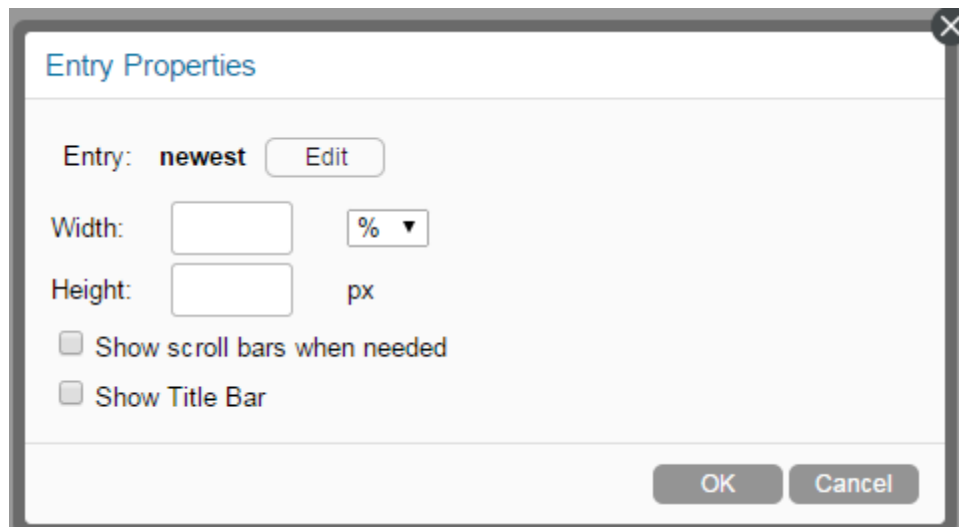 Entry Properties
Entry: newest Edit
Width: %
Height: px
Show scroll bars when needed
Show Title Bar
OK Cancel